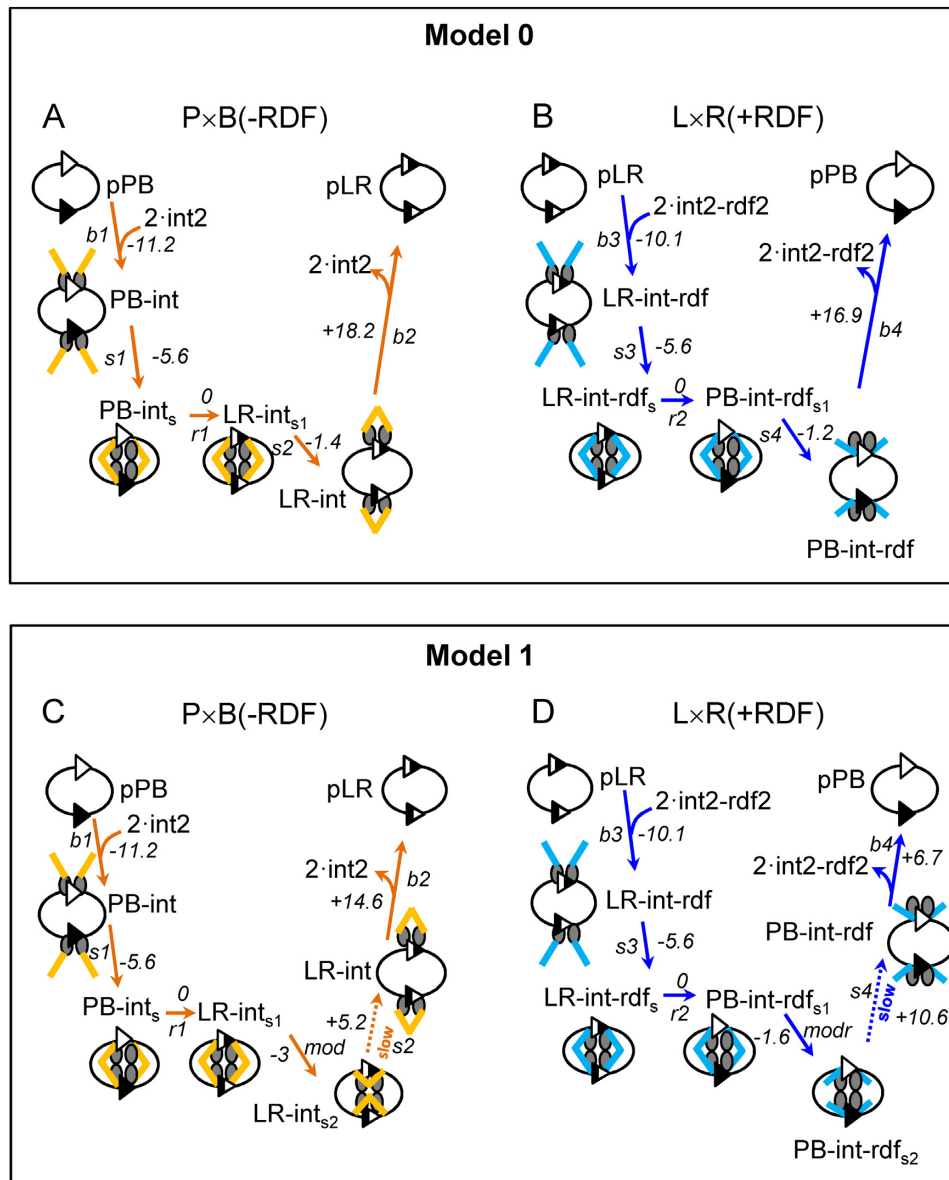 Model 0
A
P×B(-RDF)
pPB
2·int2
b1
-11.2
PB-int
s1
-5.6
PB-ints
0
r1
LR-ints1
s2
-1.4
LR-int
+18.2
b2
2·int2
pLR
B
L×R(+RDF)
pLR
2·int2-rdf2
b3
-10.1
LR-int-rdf
s3
-5.6
LR-int-rdfs
0
r2
PB-int-rdfs1
s4
-1.2
PB-int-rdf
+16.9
b4
2·int2-rdf2
pPB
Model 1
C
P×B(-RDF)
pPB
2·int2
b1
-11.2
PB-int
s1
-5.6
PB-ints
0
r1
LR-ints1
-3
mod
LR-ints2
+5.2
slow
s2
LR-int
+14.6
b2
2·int2
pLR
D
L×R(+RDF)
pLR
2·int2-rdf2
b3
-10.1
LR-int-rdf
s3
-5.6
LR-int-rdfs
0
r2
PB-int-rdfs1
-1.6
modr
PB-int-rdfs2
s4
slow
+10.6
PB-int-rdf
2·int2-rdf2
b4
+6.7
pPB